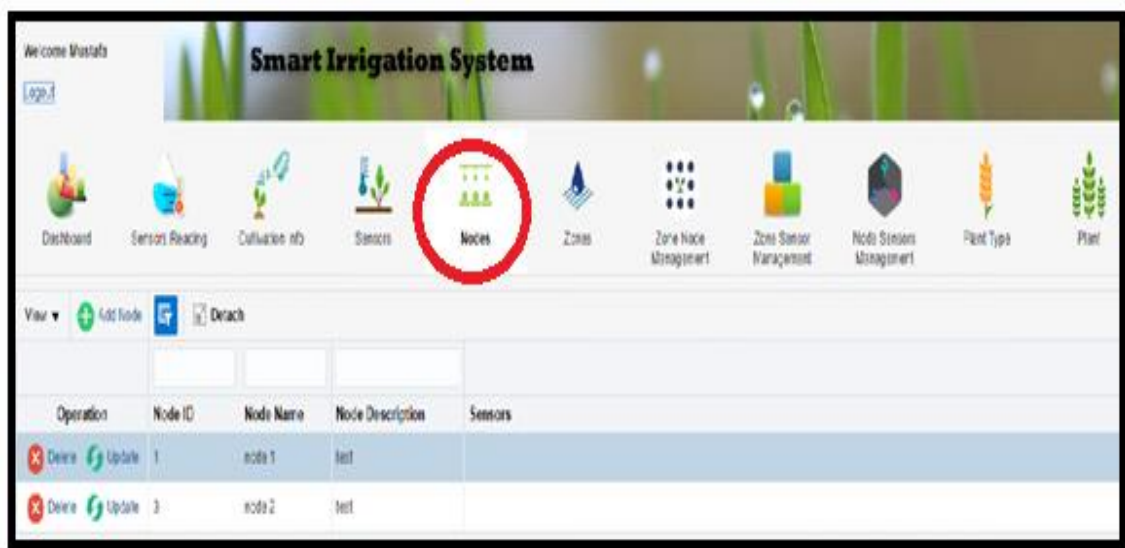 Welcome Mustafa
Smart Irrigation System
Logout
Dashboard
Sensors Reading
Cultivation info
Sensors
Nodes
Zones
Zone Node
Management
Zone Sensor
Management
Node Sensors
Management
Plant Type
Plant
View Add Node Detach
Operation Node ID Node Name Node Description Sensors
Delete Update 1 node 1 test
Delete Update 3 node 2 test